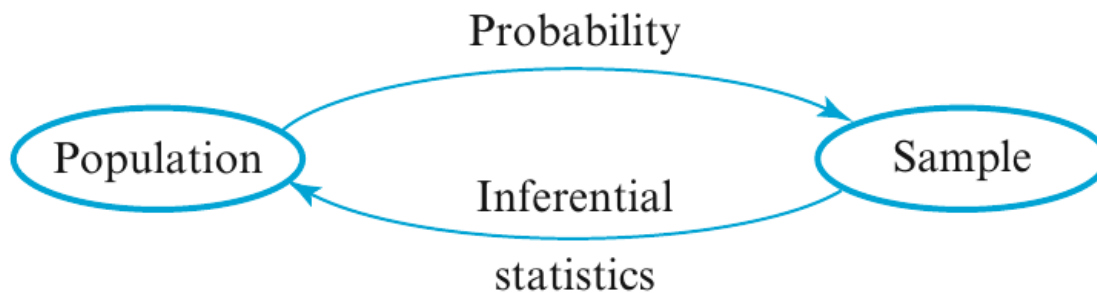 Probability
Population
Sample
Inferential
statistics